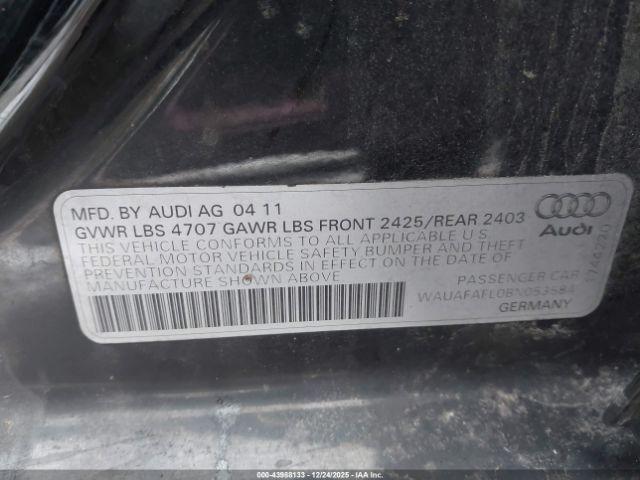 MFD. BY AUDI AG 04 11
GVWR LBS 4707 GAWR LBS FRONT 2425/REAR 2403
THIS VEHICLE CONFORMS TO ALL APPLICABLE U.S.
FEDERAL MOTOR VEHICLE SAFETY BUMPER AND THEFT
PREVENTION STANDARDS IN EFFECT ON THE DATE OF
MANUFACTURE SHOWN ABOVE
PASSENGER CAR
WAUAFAFL0BN053584
GERMANY
Audi
000-43988133 - 12/24/2025 - IAA Inc.